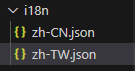 i18n
{} zh-CN.json
{} zh-TW.json